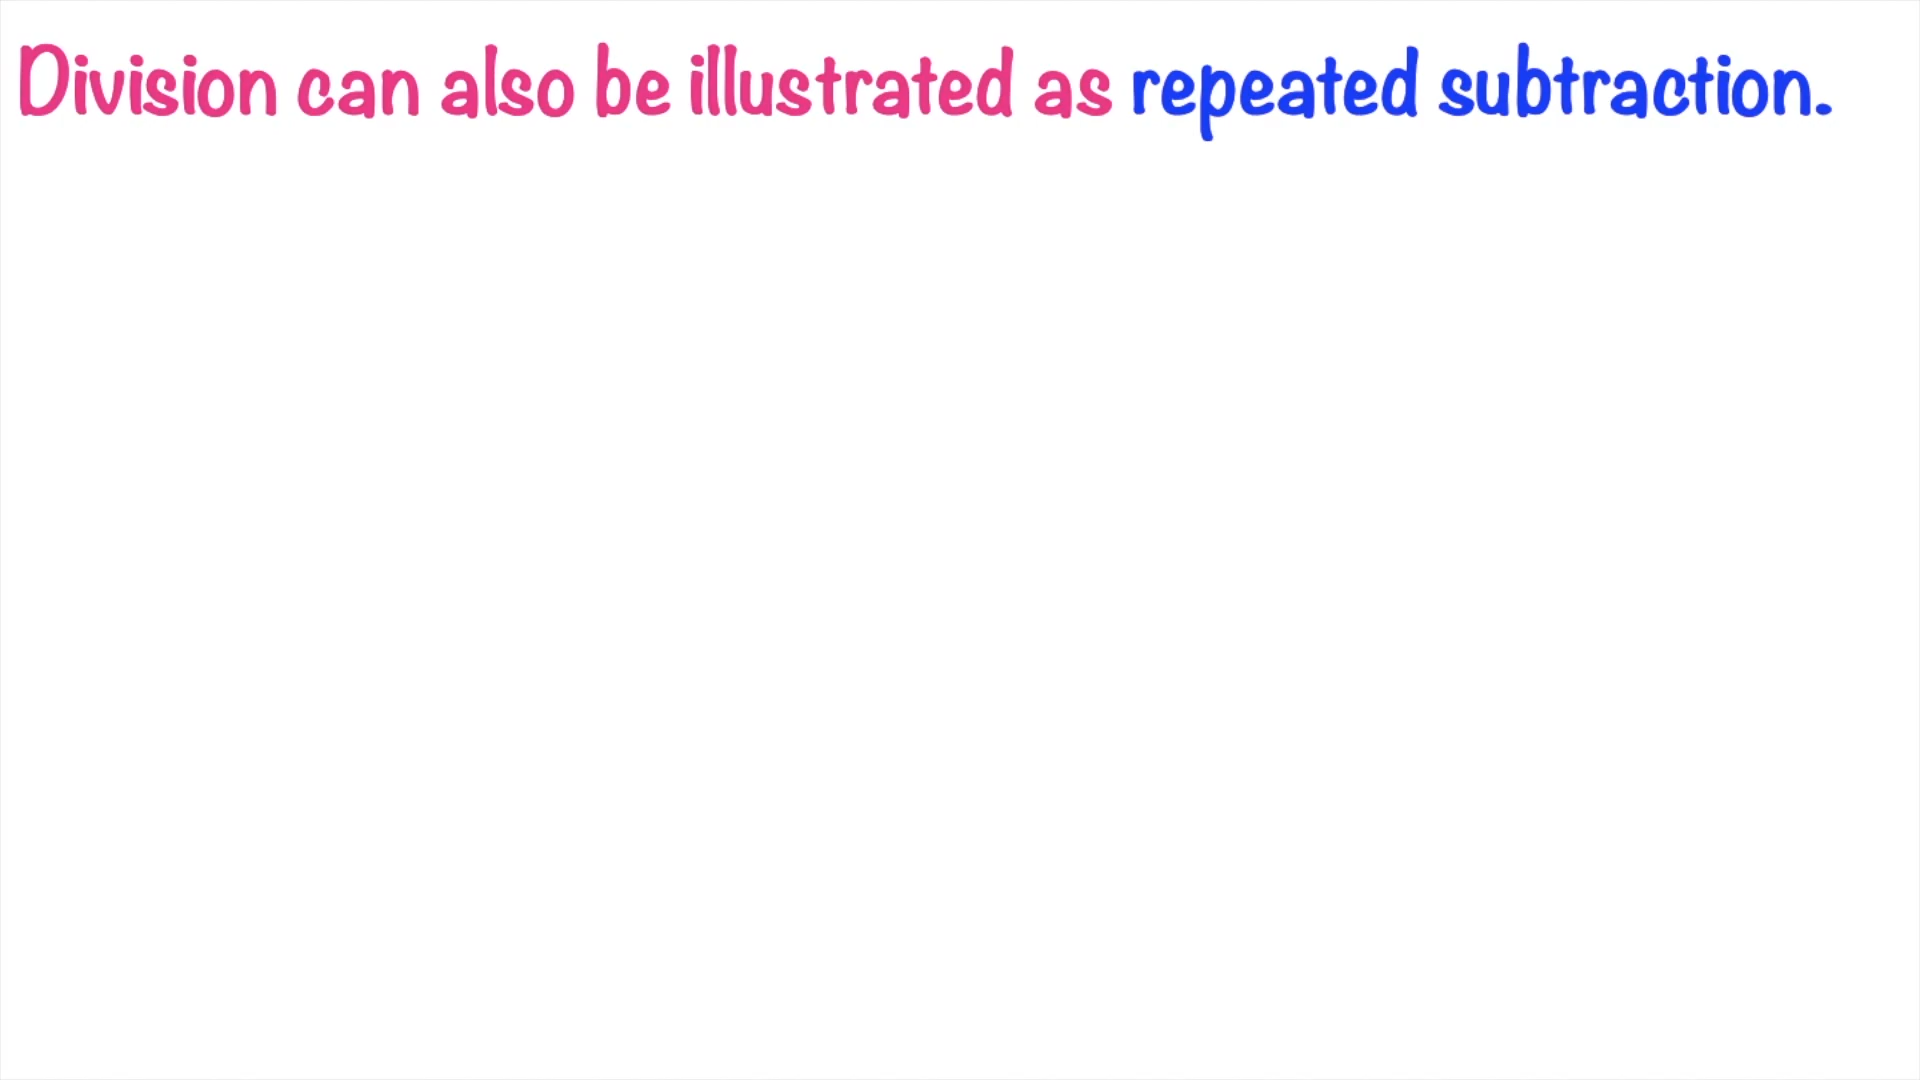 Division can also be illustrated as repeated subtraction.